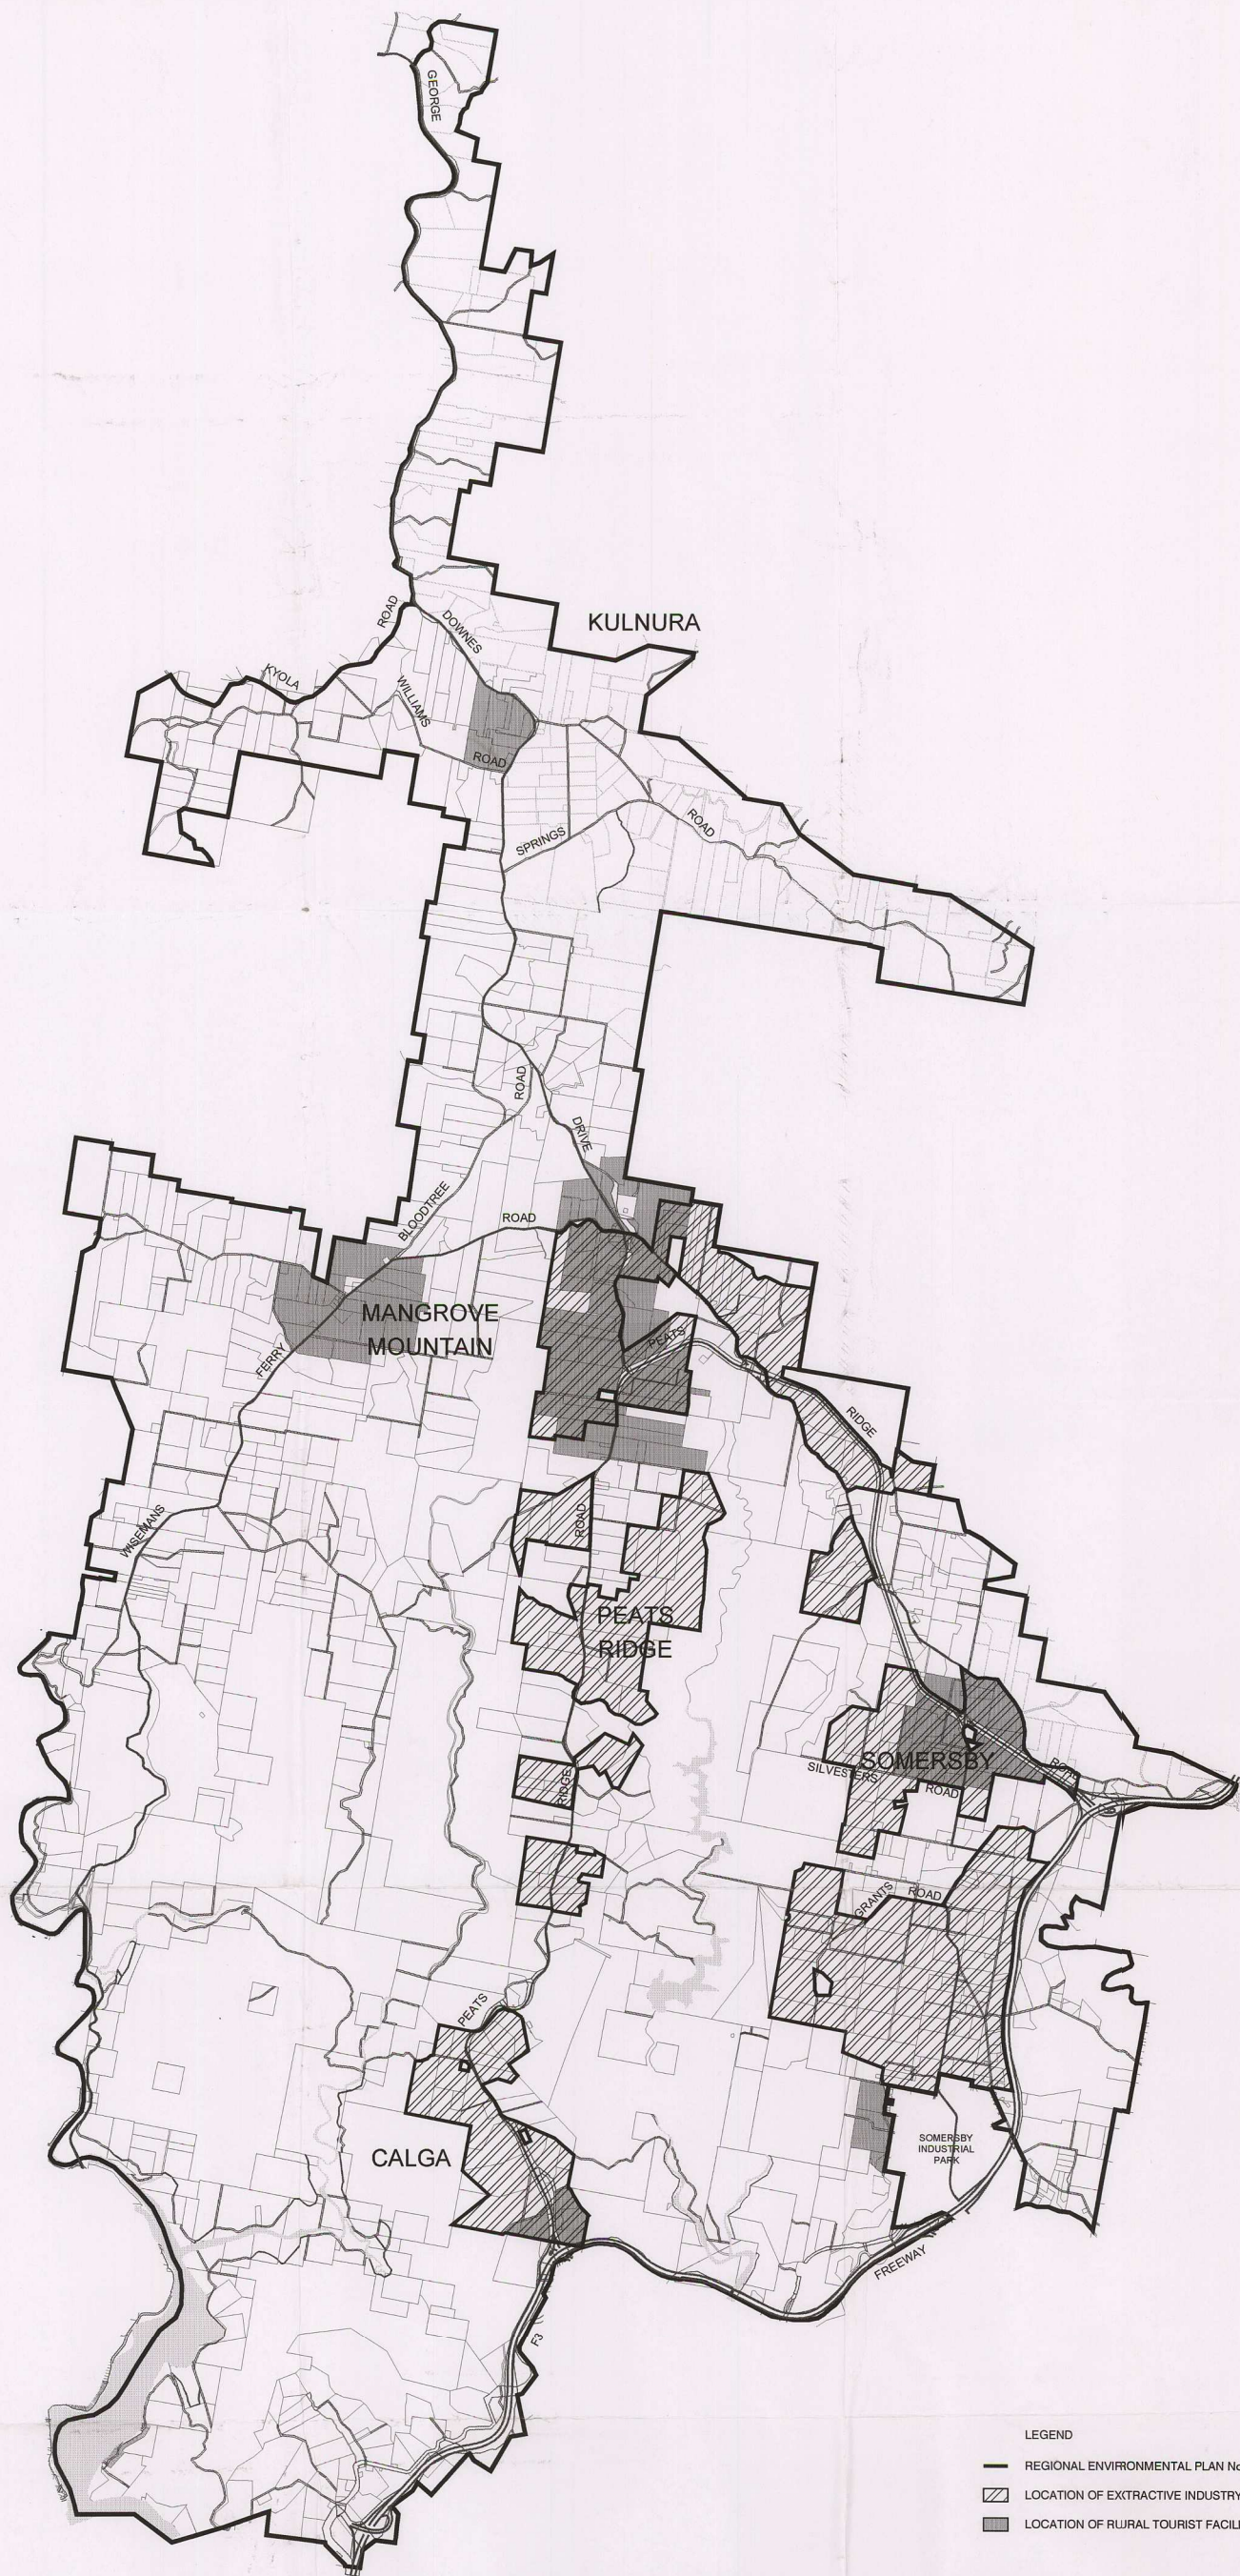 GEORGE
KULNURA
ROAD
DOWNES
KYOLA
WILLIAMS
ROAD
ROAD
SPRINGS
ROAD
DRIVE
BLOODTREE
ROAD
MANGROVE
MOUNTAIN
PEATS
FERRY
RIDGE
ROAD
WISEMANS
PEATS
RIDGE
SOMERSBY
SILVESTERS
ROAD
ROAD
RIDGE
GRANTS
ROAD
PEATS
SOMERSBY
INDUSTRIAL
PARK
CALGA
FREEWAY
F3
LEGEND
REGIONAL ENVIRONMENTAL PLAN
LOCATION OF EXTRACTIVE INDUSTRY
LOCATION OF RURAL TOURIST